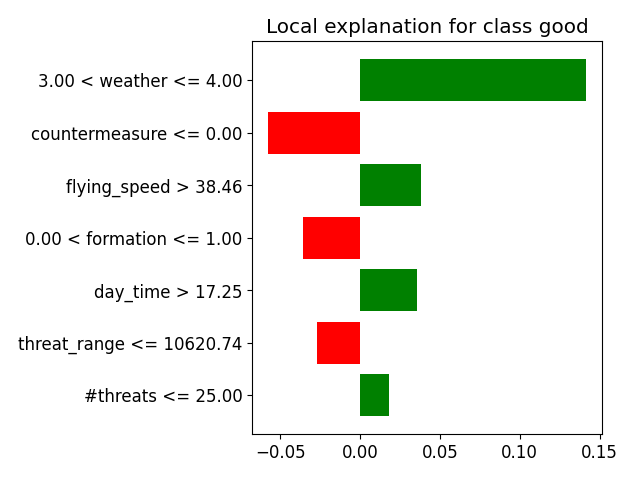 Local explanation for class good
3.00 < weather <= 4.00
countermeasure <= 0.00
flying_speed > 38.46
0.00 < formation <= 1.00
day_time > 17.25
threat_range <= 10620.74
#threats <= 25.00
−0.05 0.00 0.05 0.10 0.15